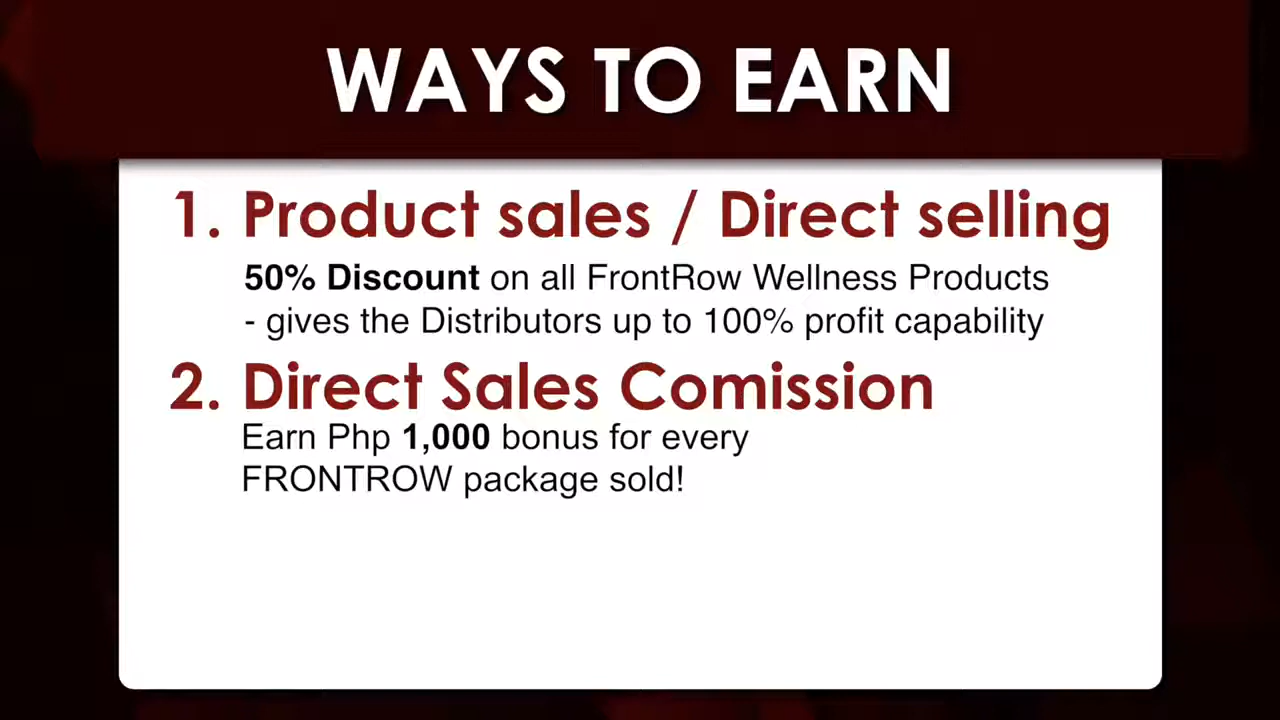 WAYS TO EARN
1. Product sales / Direct selling
50% Discount on all FrontRow Wellness Products
- gives the Distributors up to 100% profit capability
2. Direct Sales Comission
Earn Php 1,000 bonus for every
FRONTROW package sold!